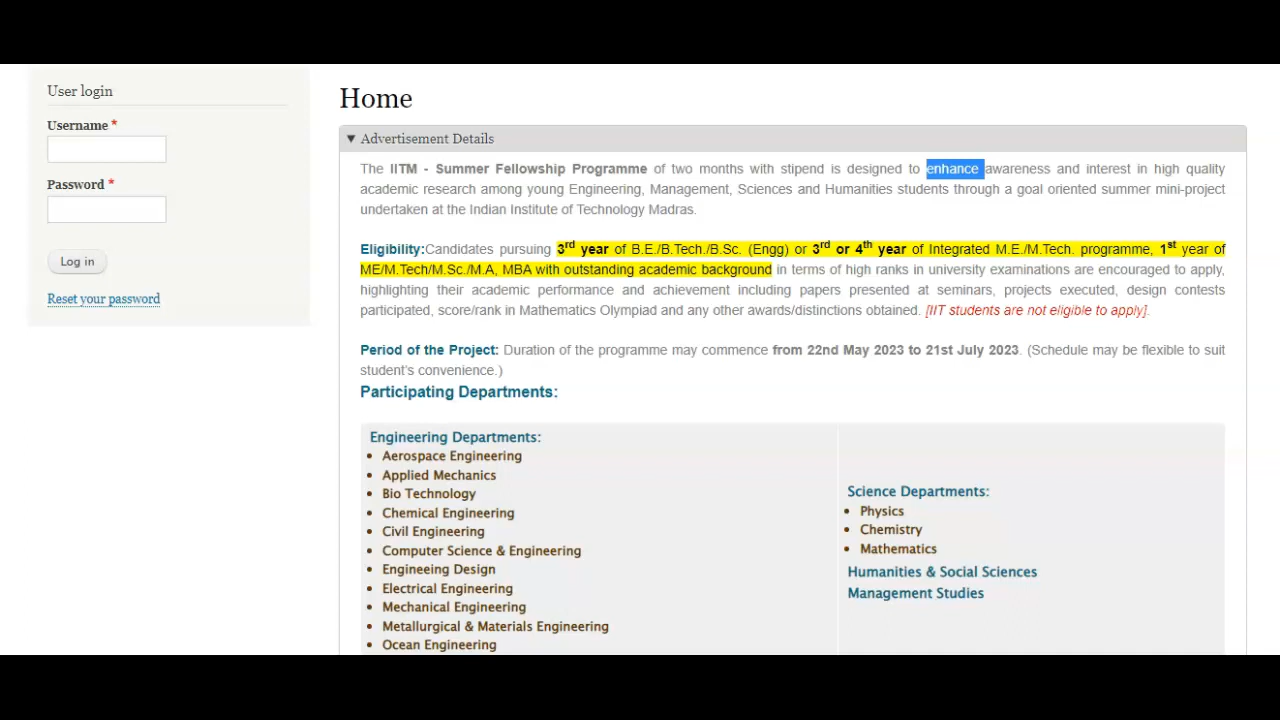 User login
Username *
Password *
Log in
Reset your password
Home
▼ Advertisement Details
The IITM - Summer Fellowship Programme of two months with stipend is designed to enhance awareness and interest in high quality
academic research among young Engineering, Management, Sciences and Humanities students through a goal oriented summer mini-project
undertaken at the Indian Institute of Technology Madras.
Eligibility:Candidates pursuing 3rd year of B.E./B.Tech./B.Sc. (Engg) or 3rd or 4th year of Integrated M.E./M.Tech. programme, 1st year of
ME/M.Tech/M.Sc./M.A, MBA with outstanding academic background in terms of high ranks in university examinations are encouraged to apply,
highlighting their academic performance and achievement including papers presented at seminars, projects executed, design contests
participated, score/rank in Mathematics Olympiad and any other awards/distinctions obtained. [IIT students are not eligible to apply].
Period of the Project: Duration of the programme may commence from 22nd May 2023 to 21st July 2023. (Schedule may be flexible to suit
student's convenience.)
Participating Departments:
Engineering Departments:
• Aerospace Engineering
• Applied Mechanics
• Bio Technology
• Chemical Engineering
• Civil Engineering
• Computer Science & Engineering
• Engineeing Design
• Electrical Engineering
• Mechanical Engineering
• Metallurgical & Materials Engineering
• Ocean Engineering
Science Departments:
• Physics
• Chemistry
• Mathematics
Humanities & Social Sciences
Management Studies